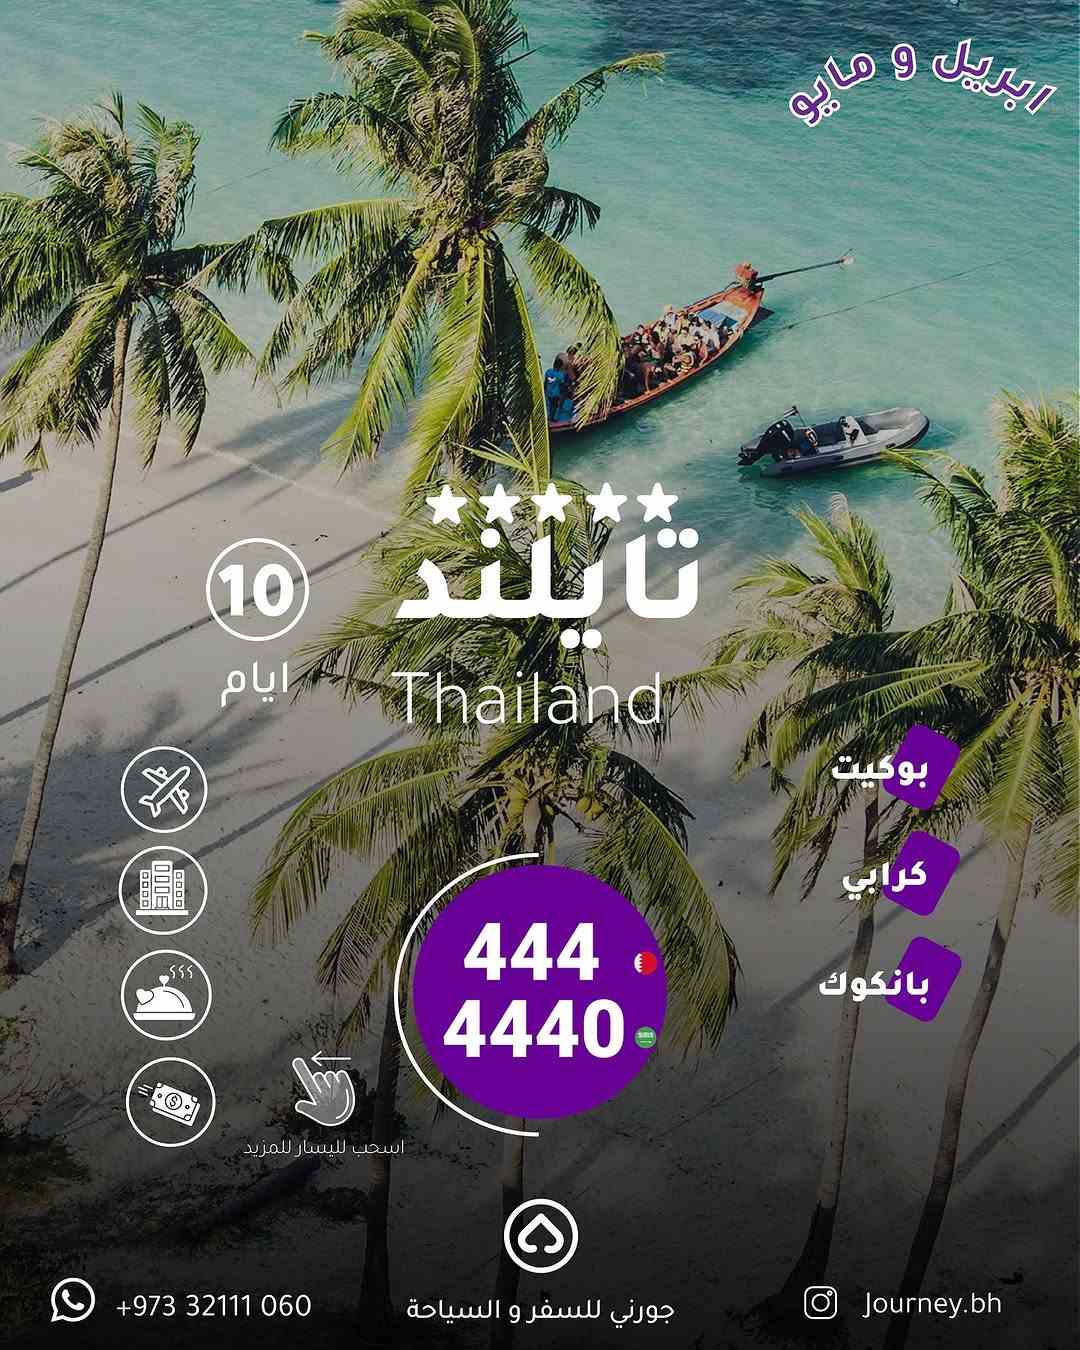 ابريل و مايو
تايلند
Thailand
10
ايام
بوكيت
كرابي
بانكوك
444
4440
اسحب لليسار للمزيد
+973 32111 060
جورني للسفر و السياحة
Journey.bh